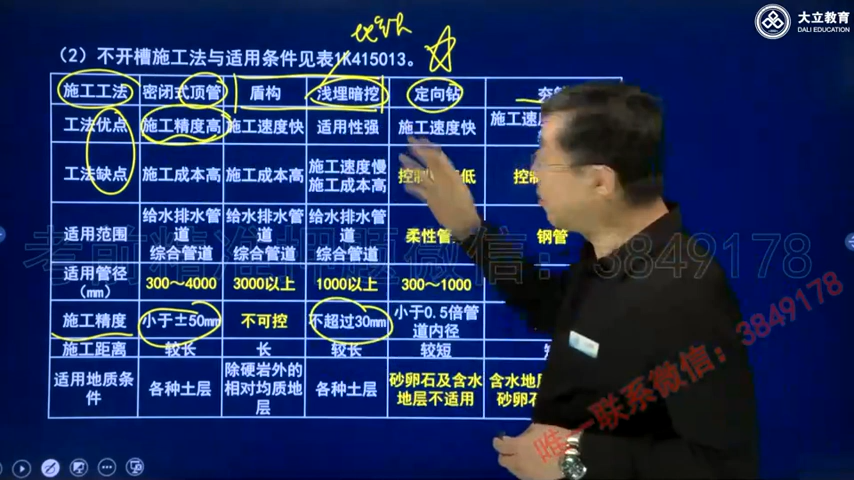 大立教育
DALI EDUCATION
（2）不开槽施工法与适用条件见表1K415013。
施工工法 密闭式顶管 盾构 浅埋暗挖 定向钻 夯管
工法优点 施工精度高 施工速度快 适用性强 施工速度快 施工速
工法缺点 施工成本高 施工成本高 施工速度慢 施工成本高 控制 低 控制
适用范围 给水排水管道 综合管道 给水排水管道 综合管道 给水排水管道 综合管道 柔性管 钢管
适用管径（mm） 300～4000 3000以上 1000以上 300～1000
施工精度 小于±50mm 不可控 不超过30mm 小于0.5倍管道内径
施工距离 较长 长 较长 较短
适用地质条件 各种土层 除硬岩外的相对均质地层 各种土层 砂卵石及含水地层不适用 含水地 砂卵石
微信：3849178
唯一联系微信：3849178